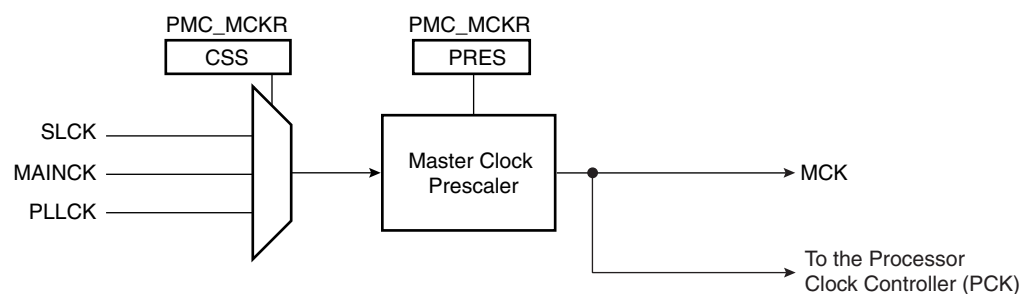 PMC_MCKR
PMC_MCKR
CSS
PRES
SLCK
MAINCK
PLLCK
Master Clock
Prescaler
MCK
To the Processor
Clock Controller (PCK)